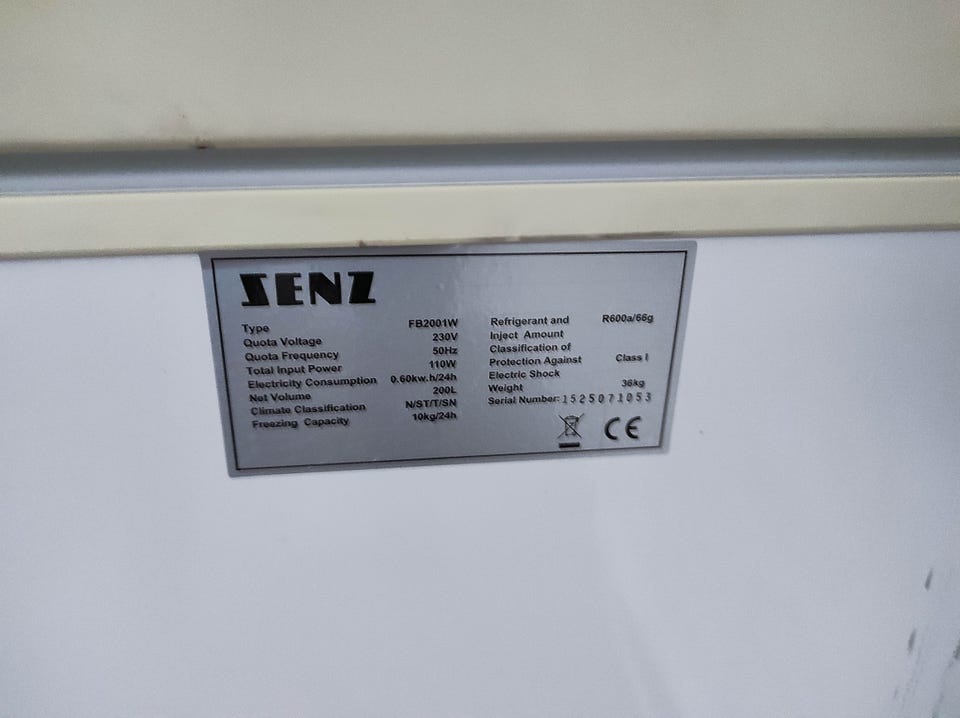 SENZ
Type FB2001W
Quota Voltage 230V
Quota Frequency 50Hz
Total Input Power 110W
Electricity Consumption 0.60kw.h/24h
Net Volume 200L
Climate Classification N/ST/T/SN
Freezing Capacity 10kg/24h
Refrigerant and R600a/66g
Inject Amount
Classification of
Protection Against Class I
Electric Shock
Weight 36kg
Serial Number: 1525071053
CE